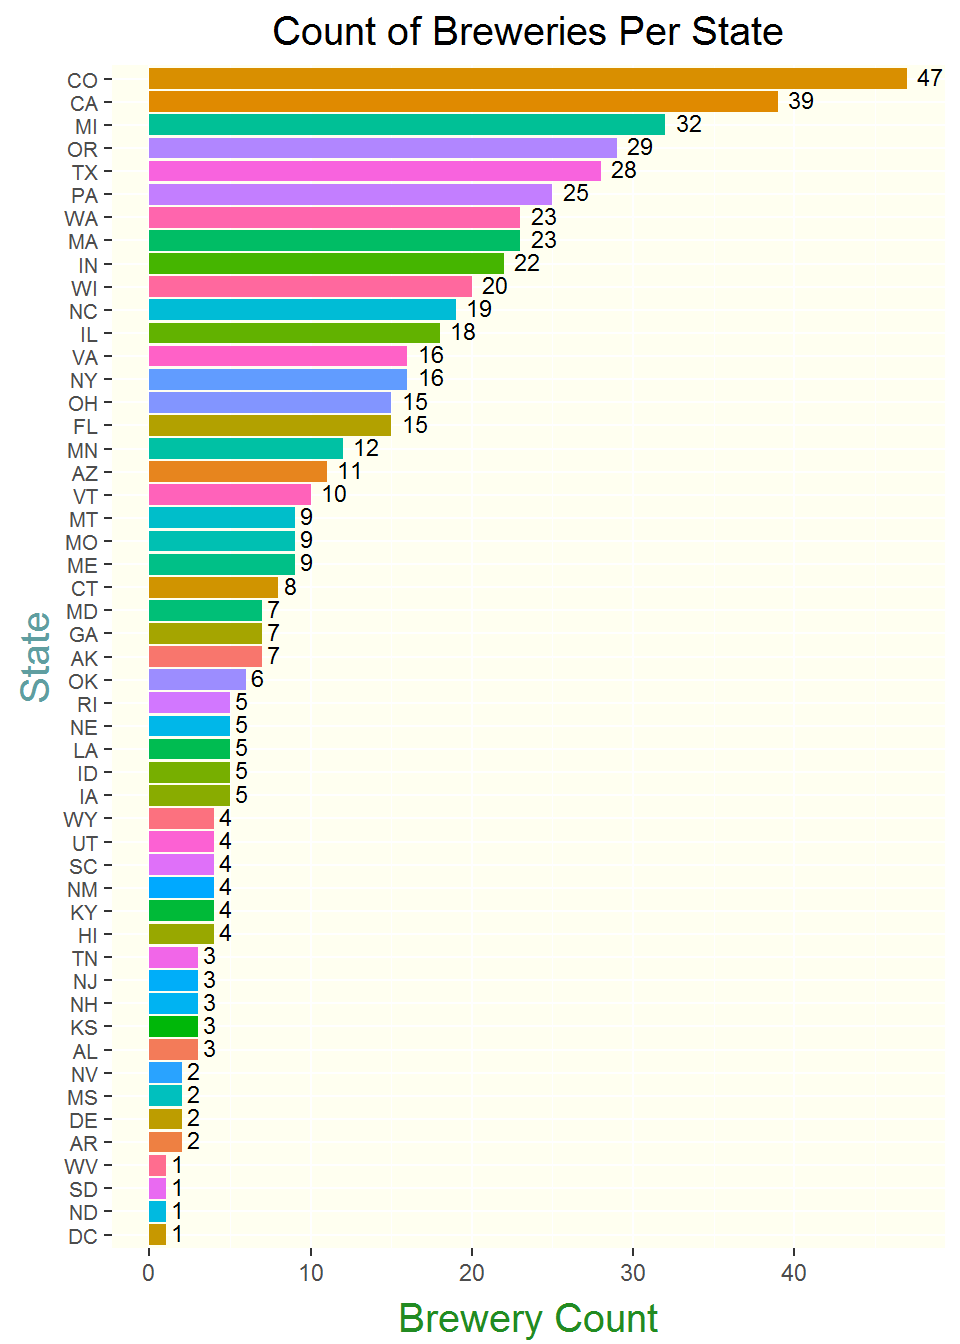 Count of Breweries Per State
CO 47
CA 39
MI 32
OR 29
TX 28
PA 25
WA 23
MA 23
IN 22
WI 20
NC 19
IL 18
VA 16
NY 16
OH 15
FL 15
MN 12
AZ 11
VT 10
MT 9
MO 9
ME 9
CT 8
MD 7
GA 7
AK 7
OK 6
RI 5
NE 5
LA 5
ID 5
IA 5
WY 4
UT 4
SC 4
NM 4
KY 4
HI 4
TN 3
NJ 3
NH 3
KS 3
AL 3
NV 2
MS 2
DE 2
AR 2
WV 1
SD 1
ND 1
DC 1
State
0 10 20 30 40
Brewery Count